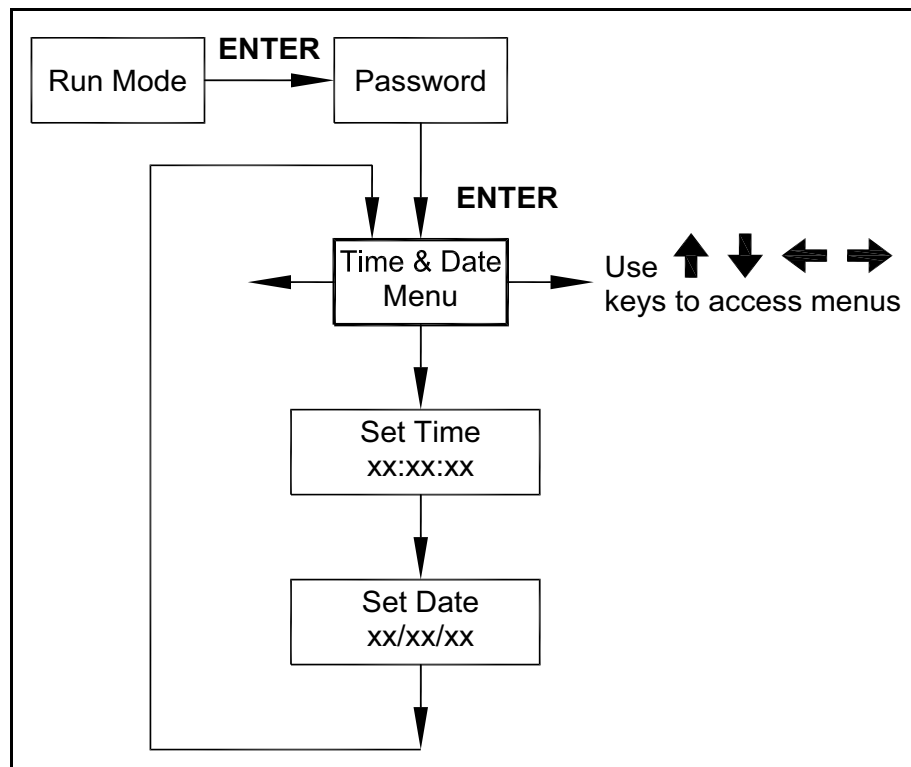 ENTER
Run Mode
Password
ENTER
Time & Date
Menu
Use
keys to access menus
Set Time
xx:xx:xx
Set Date
xx/xx/xx